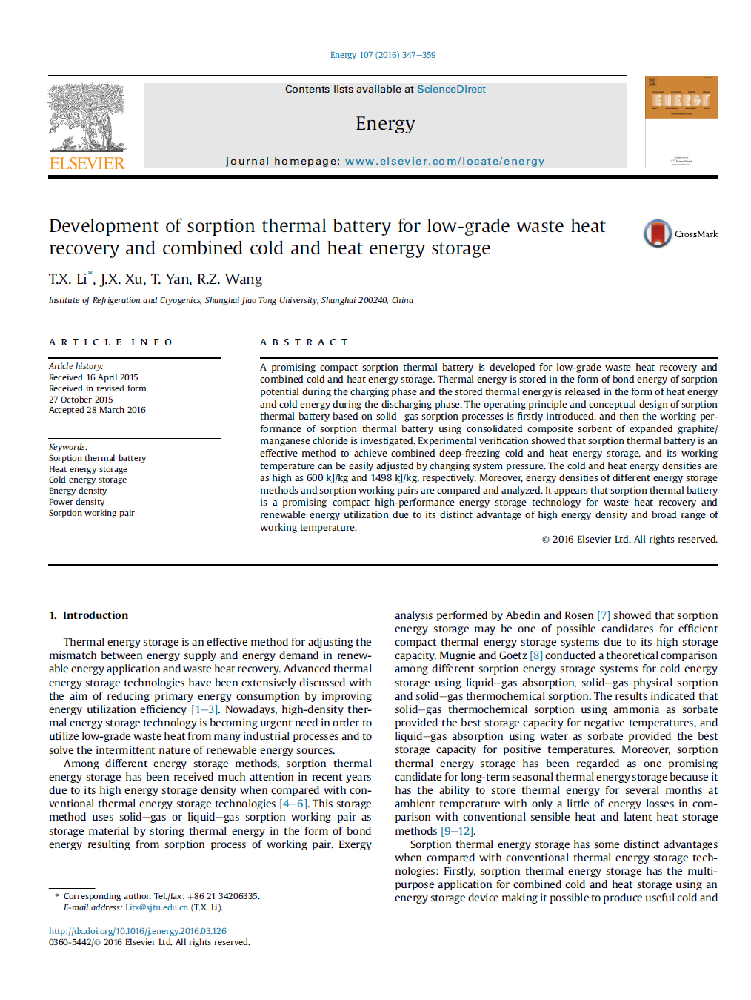 Energy 107 (2016) 347–359
Contents lists available at ScienceDirect
Energy
journal homepage: www.elsevier.com/locate/energy
ELSEVIER
ENERGY
Development of sorption thermal battery for low-grade waste heat
recovery and combined cold and heat energy storage
CrossMark
T.X. Li*, J.X. Xu, T. Yan, R.Z. Wang
Institute of Refrigeration and Cryogenics, Shanghai Jiao Tong University, Shanghai 200240, China
ARTICLE INFO
Article history:
Received 16 April 2015
Received in revised form
27 October 2015
Accepted 28 March 2016
Keywords:
Sorption thermal battery
Heat energy storage
Cold energy storage
Energy density
Power density
Sorption working pair
ABSTRACT
A promising compact sorption thermal battery is developed for low-grade waste heat recovery and
combined cold and heat energy storage. Thermal energy is stored in the form of bond energy of sorption
potential during the charging phase and the stored thermal energy is released in the form of heat energy
and cold energy during the discharging phase. The operating principle and conceptual design of sorption
thermal battery based on solid–gas sorption processes is firstly introduced, and then the working per-
formance of sorption thermal battery using consolidated composite sorbent of expanded graphite/
manganese chloride is investigated. Experimental verification showed that sorption thermal battery is an
effective method to achieve combined deep-freezing cold and heat energy storage, and its working
temperature can be easily adjusted by changing system pressure. The cold and heat energy densities are
as high as 600 kJ/kg and 1498 kJ/kg, respectively. Moreover, energy densities of different energy storage
methods and sorption working pairs are compared and analyzed. It appears that sorption thermal battery
is a promising compact high-performance energy storage technology for waste heat recovery and
renewable energy utilization due to its distinct advantage of high energy density and broad range of
working temperature.
© 2016 Elsevier Ltd. All rights reserved.
1. Introduction
Thermal energy storage is an effective method for adjusting the
mismatch between energy supply and energy demand in renew-
able energy application and waste heat recovery. Advanced thermal
energy storage technologies have been extensively discussed with
the aim of reducing primary energy consumption by improving
energy utilization efficiency [1–3]. Nowadays, high-density ther-
mal energy storage technology is becoming urgent need in order to
utilize low-grade waste heat from many industrial processes and to
solve the intermittent nature of renewable energy sources.
Among different energy storage methods, sorption thermal
energy storage has been received much attention in recent years
due to its high energy storage density when compared with con-
ventional thermal energy storage technologies [4–6]. This storage
method uses solid–gas or liquid–gas sorption working pair as
storage material by storing thermal energy in the form of bond
energy resulting from sorption process of working pair. Exergy
analysis performed by Abedin and Rosen [7] showed that sorption
energy storage may be one of possible candidates for efficient
compact thermal energy storage systems due to its high storage
capacity. Mugnie and Goetz [8] conducted a theoretical comparison
among different sorption energy storage systems for cold energy
storage using liquid–gas absorption, solid–gas physical sorption
and solid–gas thermochemical sorption. The results indicated that
solid–gas thermochemical sorption using ammonia as sorbate
provided the best storage capacity for negative temperatures, and
liquid–gas absorption using water as sorbate provided the best
storage capacity for positive temperatures. Moreover, sorption
thermal energy storage has been regarded as one promising
candidate for long-term seasonal thermal energy storage because it
has the ability to store thermal energy for several months at
ambient temperature with only a little of energy losses in com-
parison with conventional sensible heat and latent heat storage
methods [9–12].
Sorption thermal energy storage has some distinct advantages
when compared with conventional thermal energy storage tech-
nologies: Firstly, sorption thermal energy storage has the multi-
purpose application for combined cold and heat storage using an
energy storage device making it possible to produce useful cold and
* Corresponding author. Tel./fax: +86 21 34206335.
E-mail address: Litx@sjtu.edu.cn (T.X. Li).
http://dx.doi.org/10.1016/j.energy.2016.03.126
0360-5442/© 2016 Elsevier Ltd. All rights reserved.